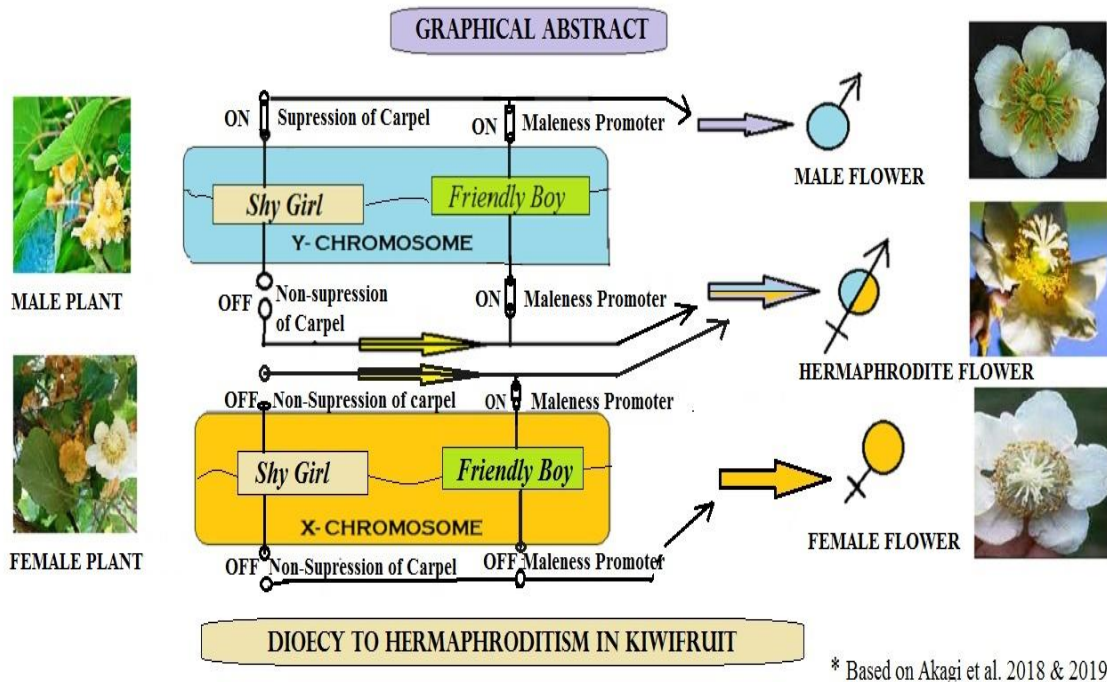 GRAPHICAL ABSTRACT
ON Supression of Carpel
ON Maleness Promoter
MALE FLOWER
Shy Girl
Friendly Boy
Y- CHROMOSOME
MALE PLANT
OFF Non-supression
of Carpel
ON Maleness Promoter
HERMAPHRODITE FLOWER
OFF Non-Supression of carpel
ON Maleness Promoter
Shy Girl
Friendly Boy
X- CHROMOSOME
FEMALE PLANT
OFF Non-Supression of Carpel
OFF Maleness Promoter
FEMALE FLOWER
DIOECY TO HERMAPHRODITISM IN KIWIFRUIT
* Based on Akagi et al. 2018 & 2019